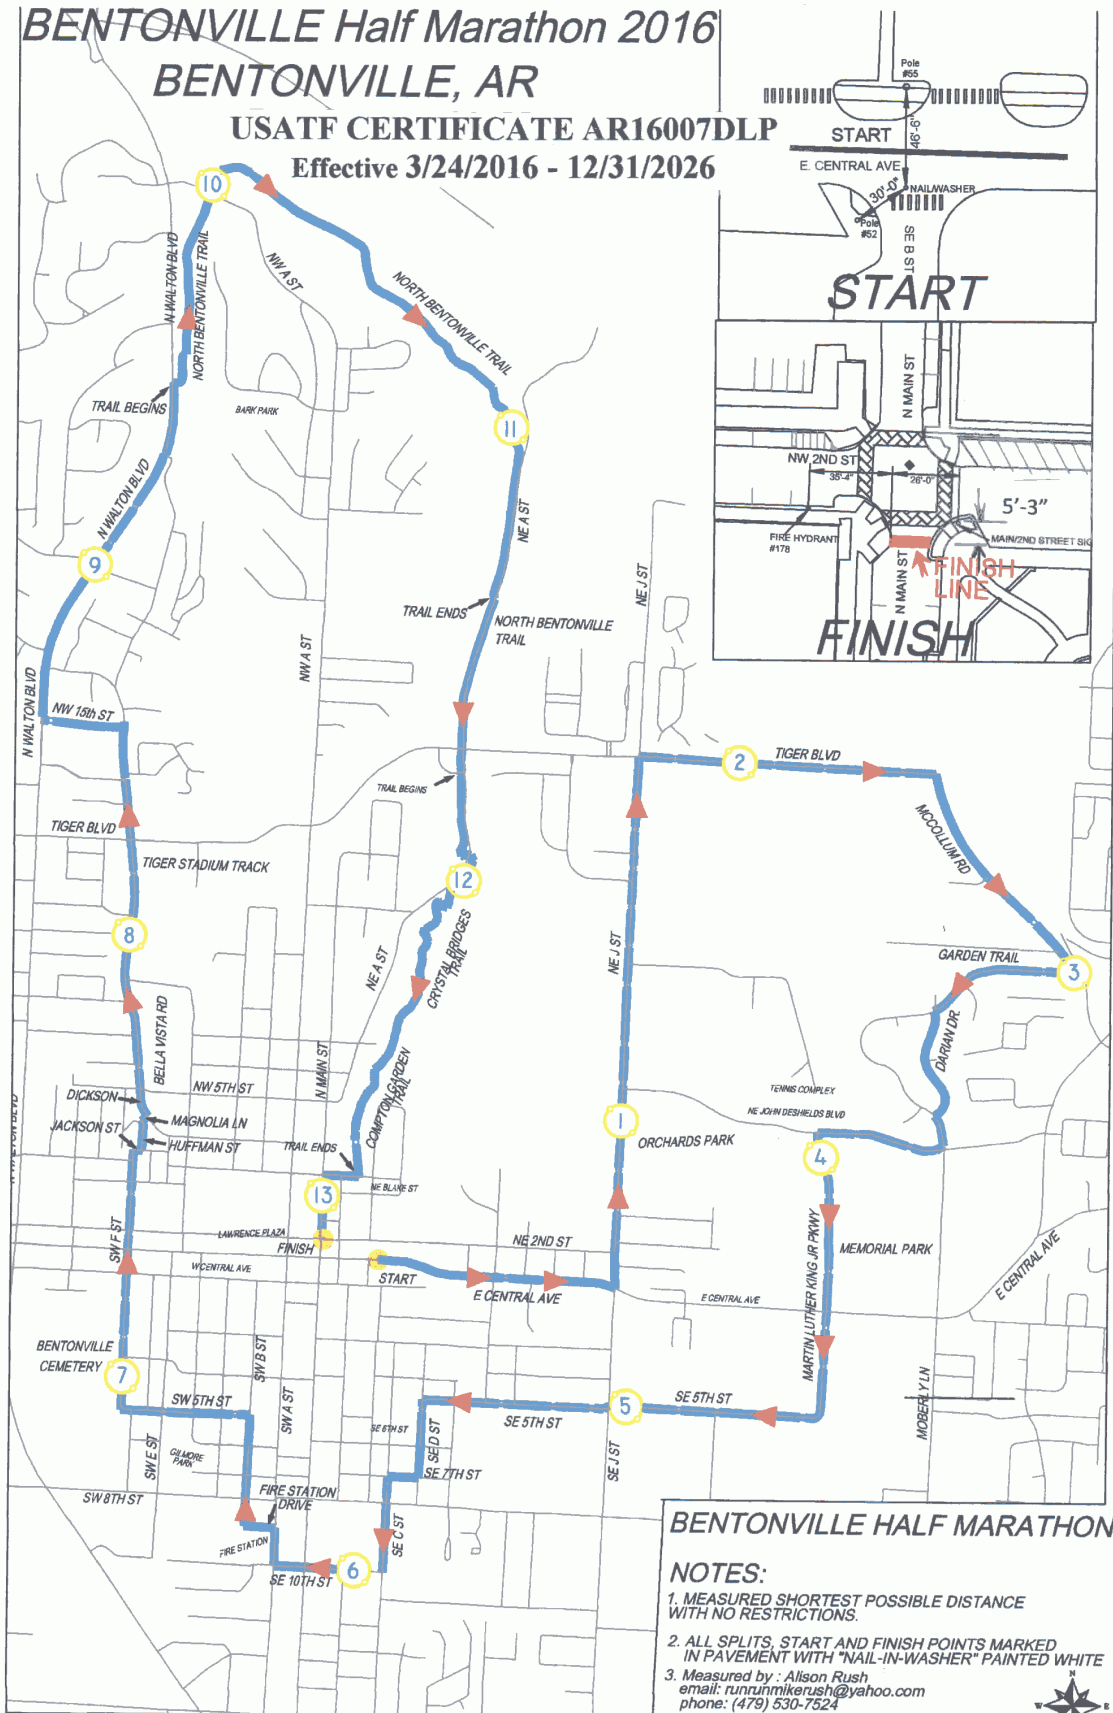 BENTONVILLE Half Marathon 2016
BENTONVILLE, AR
USATF CERTIFICATE AR16007DLP
Effective 3/24/2016 - 12/31/2026
Pole
#55
START
46'-6"
E. CENTRAL AVE
30'-0"
NAIL/WASHER
Pole
#52
SE B ST
START
N MAIN ST
NW 2ND ST
35'-4"
26'-0"
5'-3"
FIRE HYDRANT
#178
MAIN/2ND STREET SIG
FINISH
LINE
N MAIN ST
FINISH
10
N WALTON BLVD
NORTH BENTONVILLE TRAIL
NW A ST
NORTH BENTONVILLE TRAIL
TRAIL BEGINS
BARK PARK
11
N WALTON BLVD
NE A ST
9
TRAIL ENDS
NORTH BENTONVILLE
TRAIL
NE J ST
NW A ST
N WALTON BLVD
NW 15th ST
2
TIGER BLVD
TRAIL BEGINS
MCCOLLUM RD
TIGER BLVD
TIGER STADIUM TRACK
12
8
CRYSTAL BRIDGES
TRAIL
NE A ST
NE J ST
GARDEN TRAIL
3
DARIAN DR.
BELLA VISTA RD
N MAIN ST
COMPTON GARDEN
TRAIL
NW 5TH ST
DICKSON
TENNIS COMPLEX
NE JOHN DESHIELDS BLVD
MAGNOLIA LN
JACKSON ST
HUFFMAN ST
1
ORCHARDS PARK
4
TRAIL ENDS
NE BLAKE ST
13
SW F ST
LAWRENCE PLAZA
FINISH
NE 2ND ST
MARTIN LUTHER KING JR PKWY
MEMORIAL PARK
E CENTRAL AVE
W CENTRAL AVE
START
E CENTRAL AVE
E CENTRAL AVE
BENTONVILLE
CEMETERY
7
SW B ST
SW 5TH ST
SW A ST
SE 5TH ST
5
SE 5TH ST
MOBERLY LN
SE 6TH ST
SE D ST
SW E ST
GILMORE
PARK
SE 7TH ST
SE J ST
SW 8TH ST
FIRE STATION
DRIVE
SE C ST
FIRE STATION
6
SE 10TH ST
BENTONVILLE HALF MARATHON
NOTES:
1. MEASURED SHORTEST POSSIBLE DISTANCE
WITH NO RESTRICTIONS.
2. ALL SPLITS, START AND FINISH POINTS MARKED
IN PAVEMENT WITH "NAIL-IN-WASHER" PAINTED WHITE
3. Measured by : Alison Rush
email: runrunmikerush@yahoo.com
phone: (479) 530-7524
N
W
E